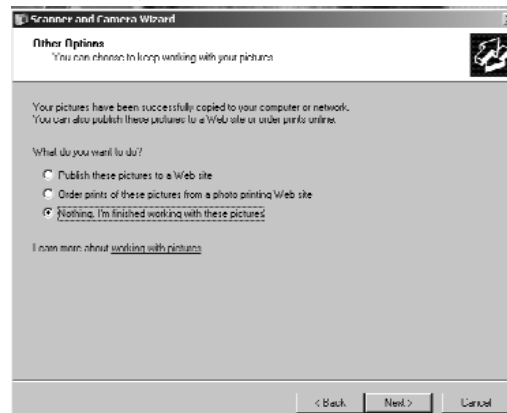 Scanner and Camera Wizard
Other Options
You can choose to keep working with your pictures
Your pictures have been successfully copied to your computer or network.
You can also publish these pictures to a Web site or order prints online.
What do you want to do?
Publish these pictures to a Web site
Order prints of these pictures from a photo printing Web site
Nothing. I'm finished working with these pictures
Learn more about working with pictures
< Back Next > Cancel